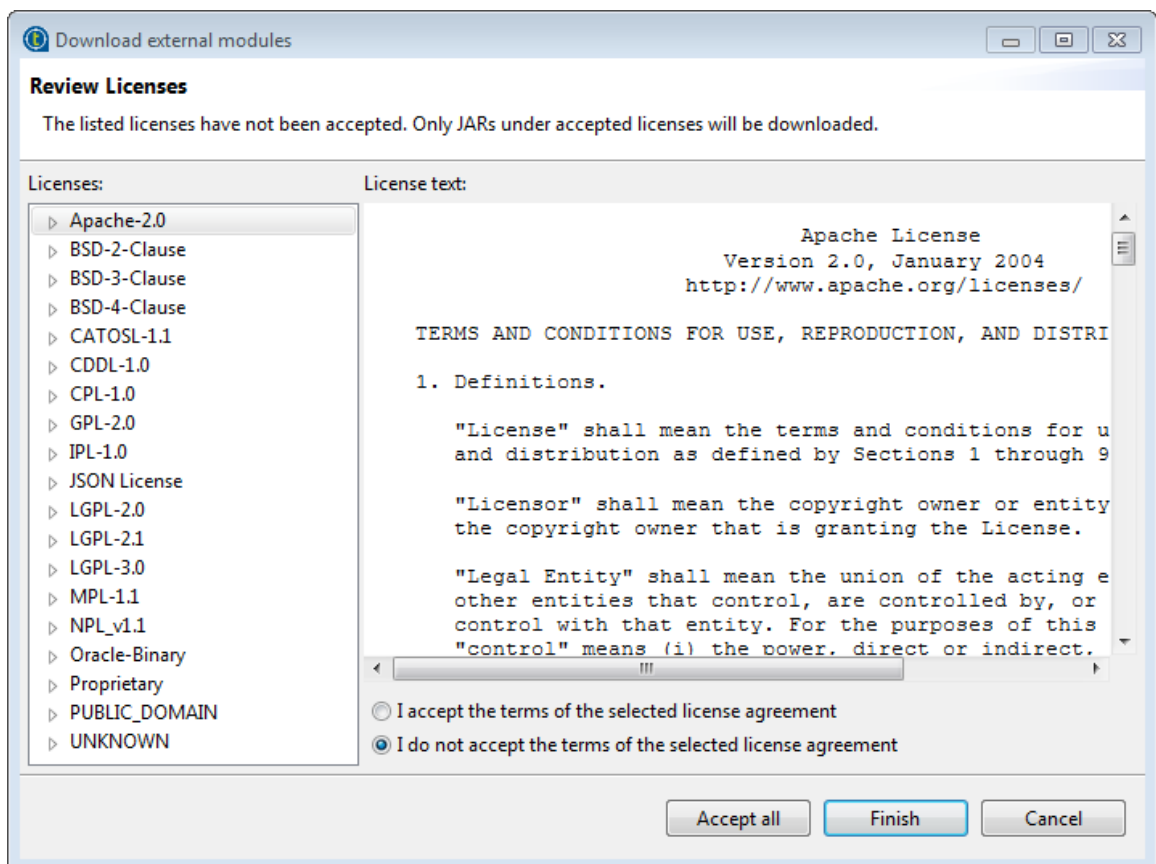 Download external modules
Review Licenses
The listed licenses have not been accepted. Only JARs under accepted licenses will be downloaded.
Licenses:
Apache-2.0
BSD-2-Clause
BSD-3-Clause
BSD-4-Clause
CATOSL-1.1
CDDL-1.0
CPL-1.0
GPL-2.0
IPL-1.0
JSON License
LGPL-2.0
LGPL-2.1
LGPL-3.0
MPL-1.1
NPL_v1.1
Oracle-Binary
Proprietary
PUBLIC_DOMAIN
UNKNOWN
License text:
Apache License
Version 2.0, January 2004
http://www.apache.org/licenses/
TERMS AND CONDITIONS FOR USE, REPRODUCTION, AND DISTRI
1. Definitions.
"License" shall mean the terms and conditions for u
and distribution as defined by Sections 1 through 9
"Licensor" shall mean the copyright owner or entity
the copyright owner that is granting the License.
"Legal Entity" shall mean the union of the acting e
other entities that control, are controlled by, or
control with that entity. For the purposes of this
"control" means (i) the power, direct or indirect,
I accept the terms of the selected license agreement
I do not accept the terms of the selected license agreement
Accept all
Finish
Cancel